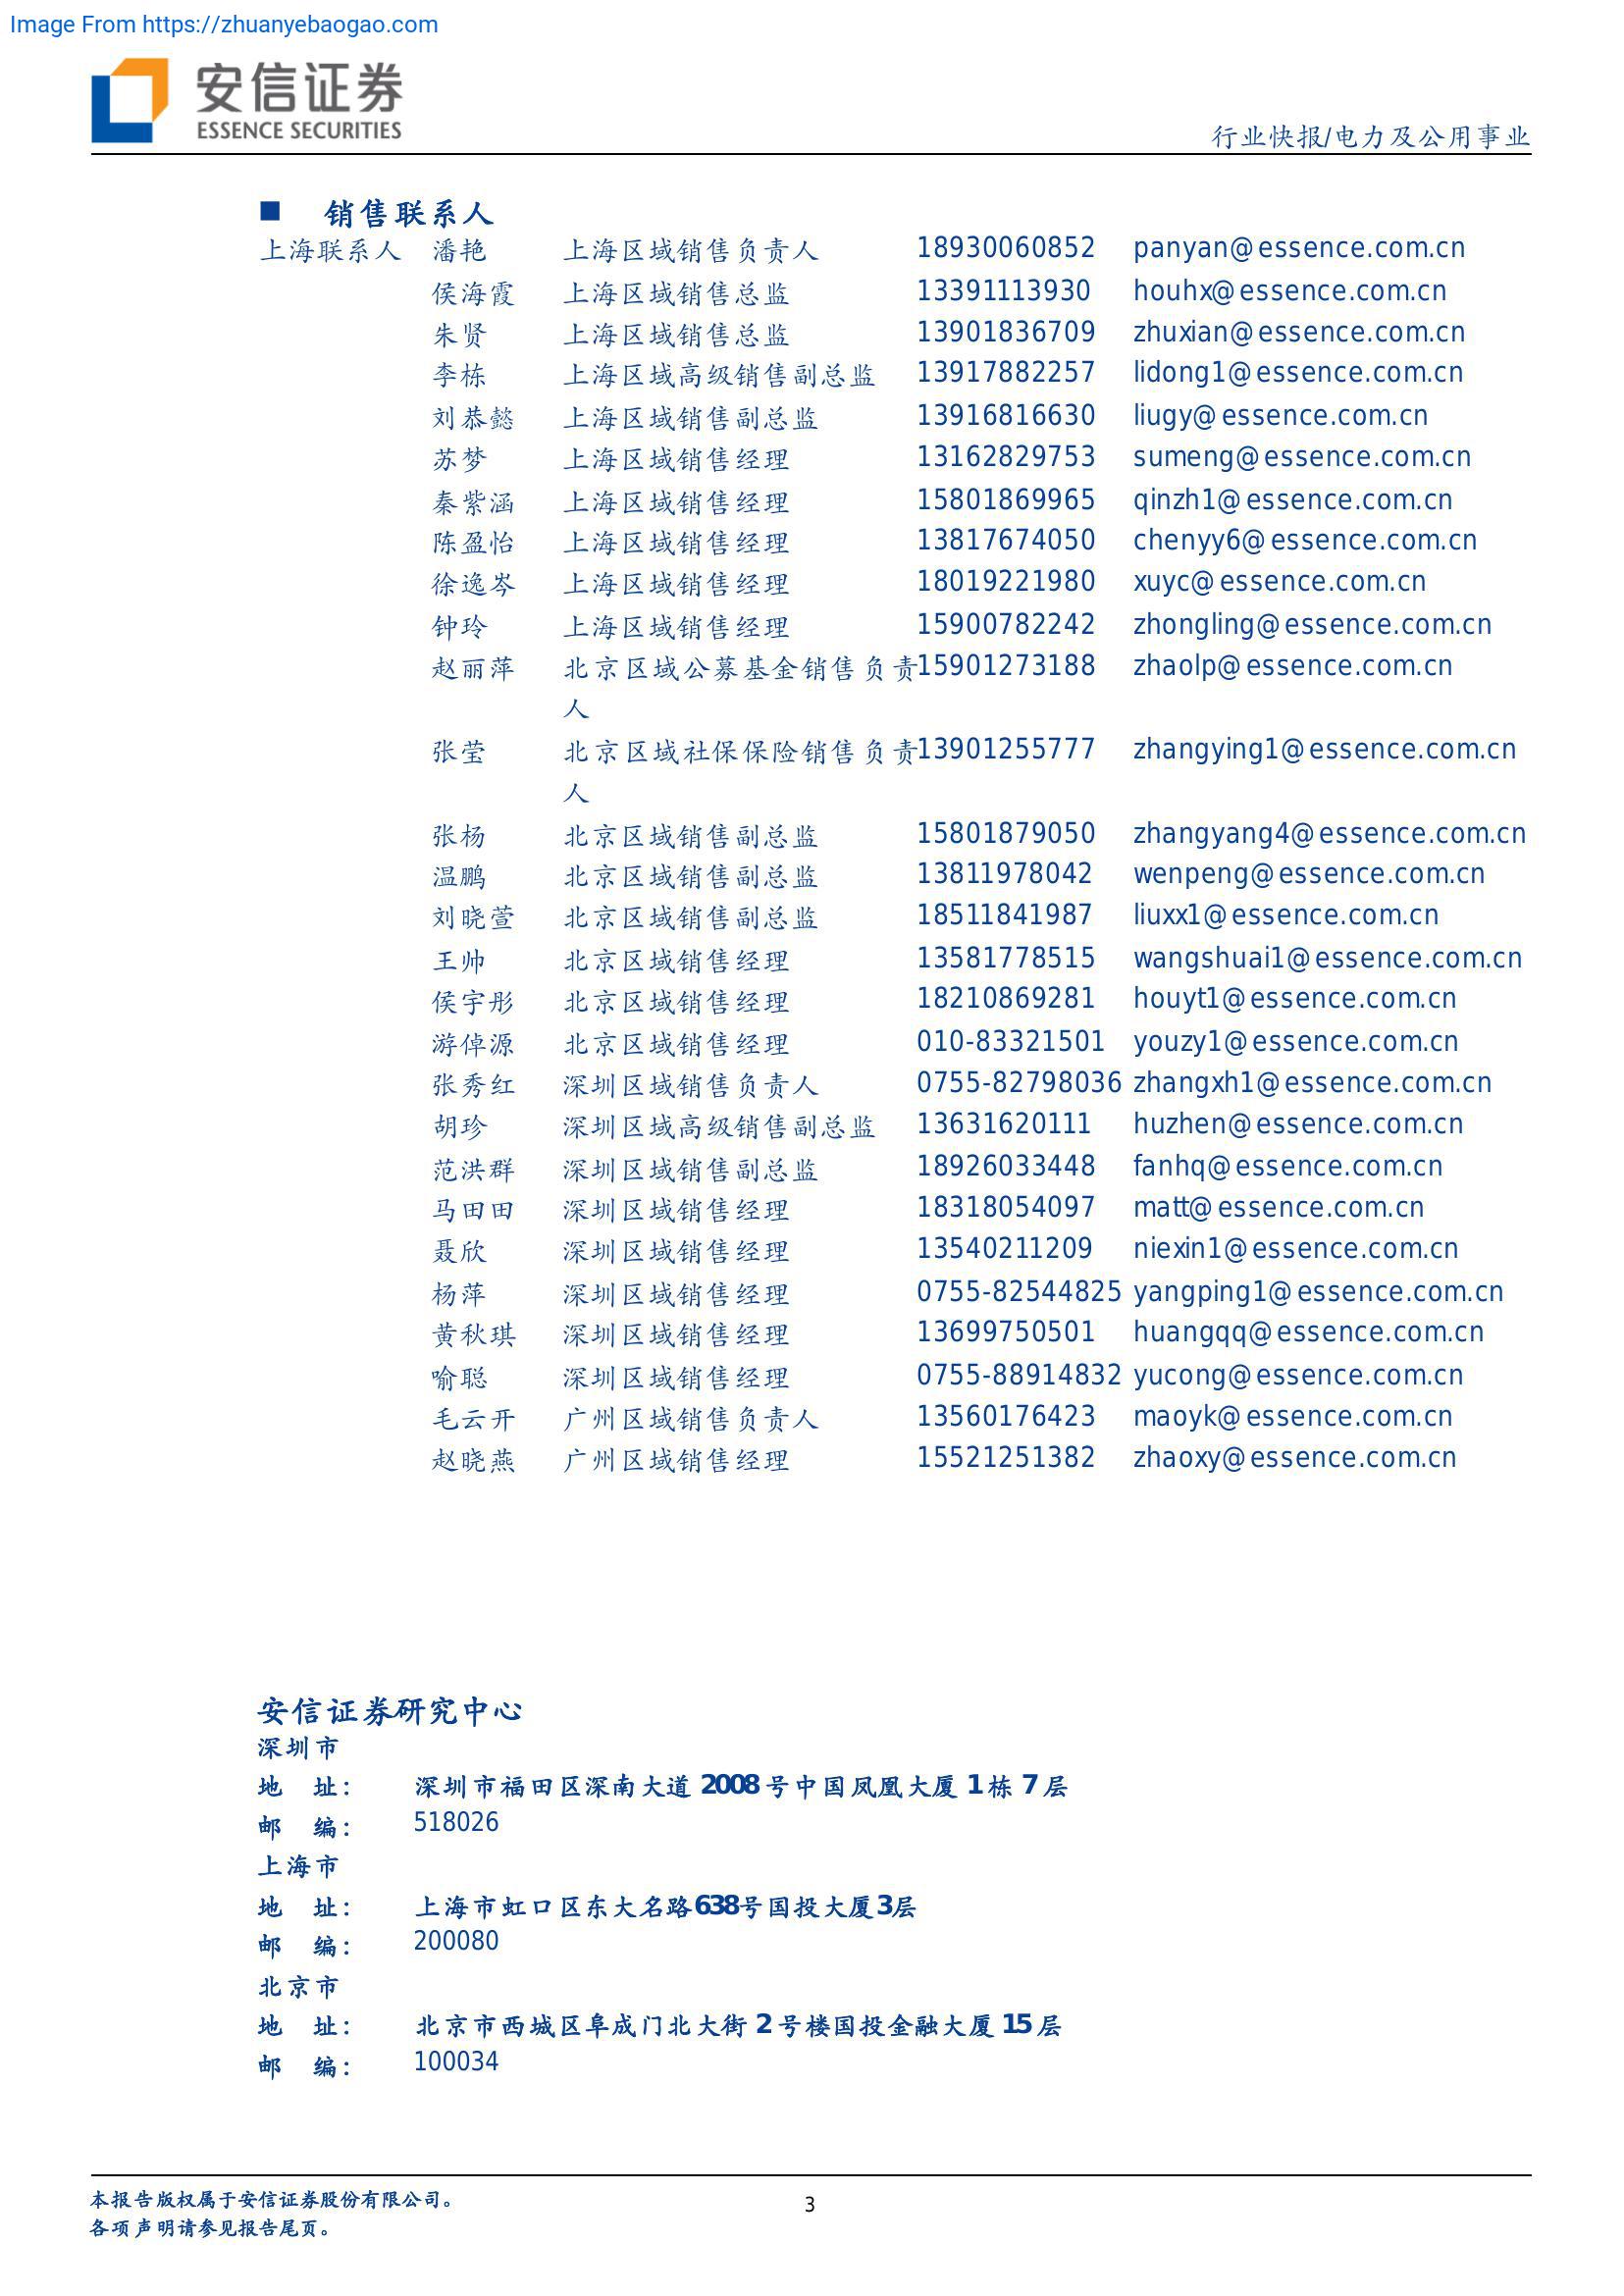 Image From https://zhuanyebaogao.com
安信证券
ESSENCE SECURITIES
行业快报/电力及公用事业
■ 销售联系人
上海联系人 潘艳 上海区域销售负责人 18930060852 panyan@essence.com.cn
侯海霞 上海区域销售总监 13391113930 houhx@essence.com.cn
朱贤 上海区域销售总监 13901836709 zhuxian@essence.com.cn
李栋 上海区域高级销售副总监 13917882257 lidong1@essence.com.cn
刘恭懿 上海区域销售副总监 13916816630 liugy@essence.com.cn
苏梦 上海区域销售经理 13162829753 sumeng@essence.com.cn
秦紫涵 上海区域销售经理 15801869965 qinzh1@essence.com.cn
陈盈怡 上海区域销售经理 13817674050 chenyy6@essence.com.cn
徐逸岑 上海区域销售经理 18019221980 xuyc@essence.com.cn
钟玲 上海区域销售经理 15900782242 zhongling@essence.com.cn
赵丽萍 北京区域公募基金销售负责 15901273188 zhaolp@essence.com.cn
人
张莹 北京区域社保保险销售负责 13901255777 zhangying1@essence.com.cn
人
张杨 北京区域销售副总监 15801879050 zhangyang4@essence.com.cn
温鹏 北京区域销售副总监 13811978042 wenpeng@essence.com.cn
刘晓萱 北京区域销售副总监 18511841987 liuxx1@essence.com.cn
王帅 北京区域销售经理 13581778515 wangshuai1@essence.com.cn
侯宇彤 北京区域销售经理 18210869281 houyt1@essence.com.cn
游倬源 北京区域销售经理 010-83321501 youzy1@essence.com.cn
张秀红 深圳区域销售负责人 0755-82798036 zhangxh1@essence.com.cn
胡珍 深圳区域高级销售副总监 13631620111 huzhen@essence.com.cn
范洪群 深圳区域销售副总监 18926033448 fanhq@essence.com.cn
马田田 深圳区域销售经理 18318054097 matt@essence.com.cn
聂欣 深圳区域销售经理 13540211209 niexin1@essence.com.cn
杨萍 深圳区域销售经理 0755-82544825 yangping1@essence.com.cn
黄秋琪 深圳区域销售经理 13699750501 huangqq@essence.com.cn
喻聪 深圳区域销售经理 0755-88914832 yucong@essence.com.cn
毛云开 广州区域销售负责人 13560176423 maoyk@essence.com.cn
赵晓燕 广州区域销售经理 15521251382 zhaoxy@essence.com.cn
安信证券研究中心
深圳市
地 址： 深圳市福田区深南大道 2008 号中国凤凰大厦 1 栋 7 层
邮 编： 518026
上海市
地 址： 上海市虹口区东大名路638号国投大厦3层
邮 编： 200080
北京市
地 址： 北京市西城区阜成门北大街 2 号楼国投金融大厦 15 层
邮 编： 100034
本报告版权属于安信证券股份有限公司。 3
各项声明请参见报告尾页。